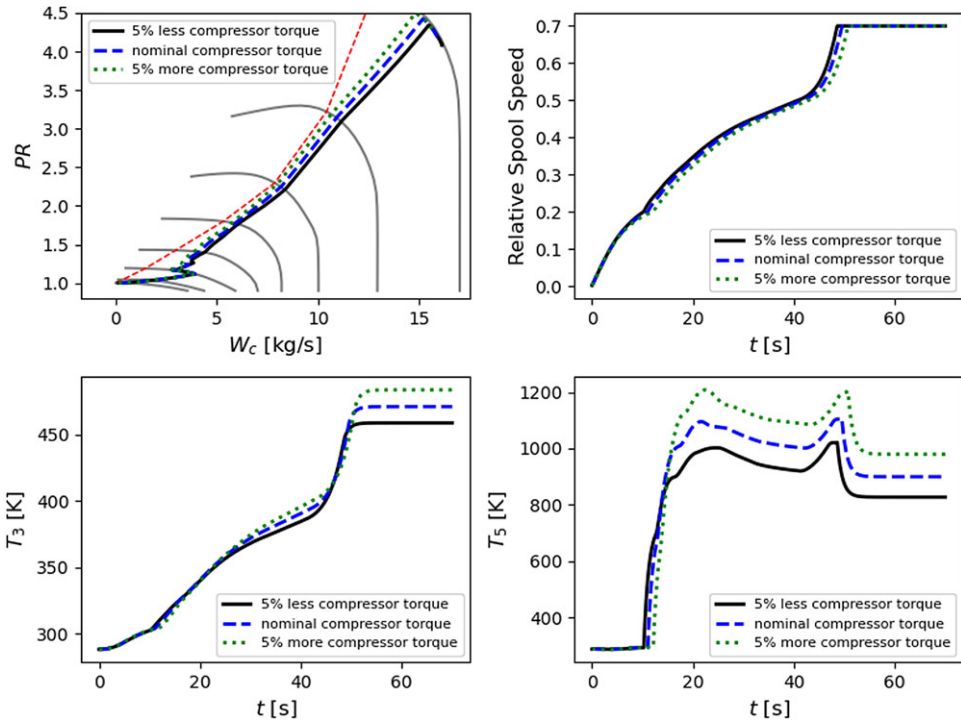 4.5
4.0
3.5
3.0
2.5
2.0
1.5
1.0
PR
5% less compressor torque
nominal compressor torque
5% more compressor torque
0 5 10 15
W_c [kg/s]
0.7
0.6
0.5
0.4
0.3
0.2
0.1
0.0
Relative Spool Speed
5% less compressor torque
nominal compressor torque
5% more compressor torque
0 20 40 60
t [s]
450
400
350
300
T_3 [K]
5% less compressor torque
nominal compressor torque
5% more compressor torque
0 20 40 60
t [s]
1200
1000
800
600
400
T_5 [K]
5% less compressor torque
nominal compressor torque
5% more compressor torque
0 20 40 60
t [s]